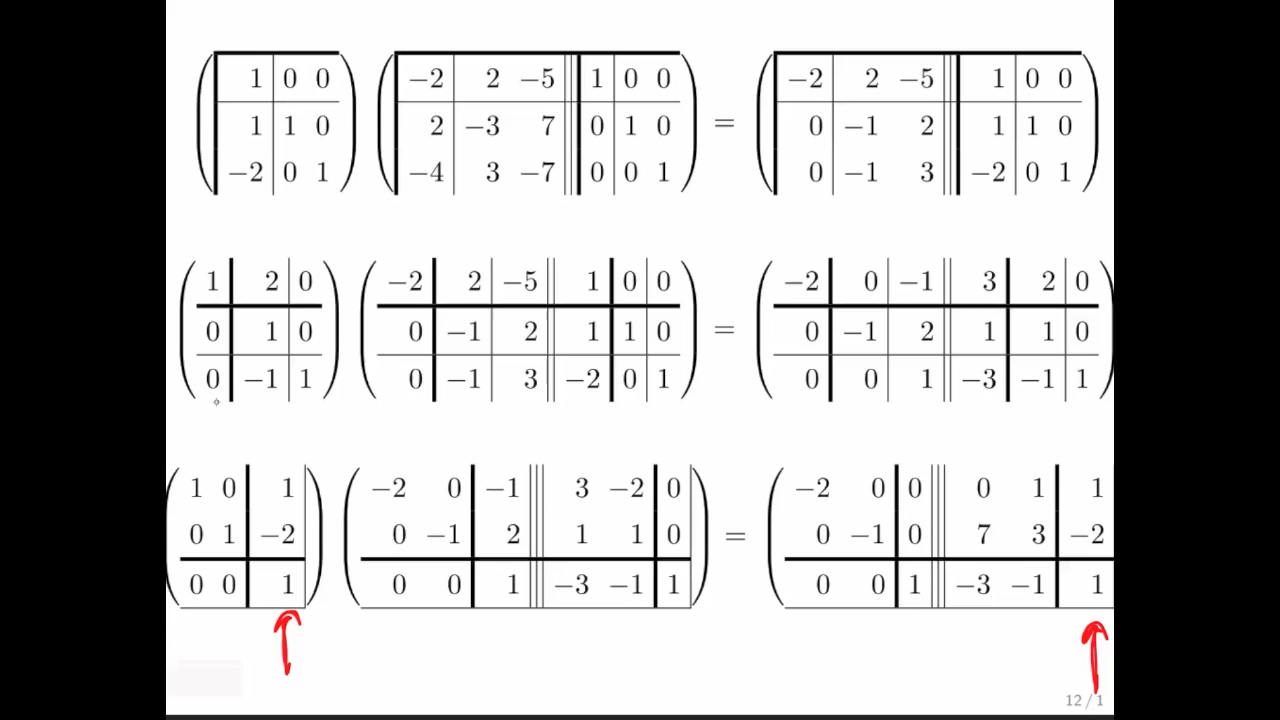 1 0 0 −2 2 −5 1 0 0 −2 2 −5 1 0 0
1 1 0 2 −3 7 0 1 0 = 0 −1 2 1 1 0
−2 0 1 −4 3 −7 0 0 1 0 −1 3 −2 0 1
1 2 0 −2 2 −5 1 0 0 −2 0 −1 3 2 0
0 1 0 0 −1 2 1 1 0 = 0 −1 2 1 1 0
0 −1 1 0 −1 3 −2 0 1 0 0 1 −3 −1 1
1 0 1 −2 0 −1 3 −2 0 −2 0 0 0 1 1
0 1 −2 0 −1 2 1 1 0 = 0 −1 0 7 3 −2
0 0 1 0 0 1 −3 −1 1 0 0 1 −3 −1 1
12 / 1